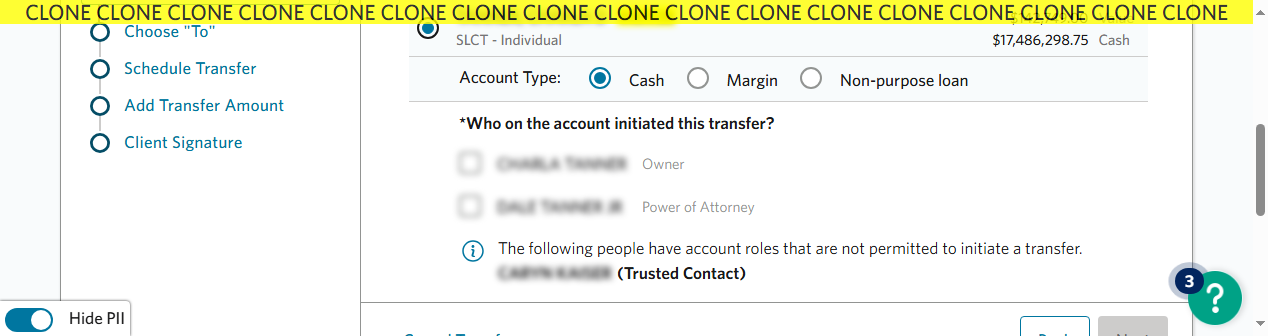 CLONE CLONE CLONE CLONE CLONE CLONE CLONE CLONE CLONE CLONE CLONE CLONE CLONE CLONE CLONE CLONE CLONE CLONE CLONE CLONE CLONE
Choose "To"
Schedule Transfer
Add Transfer Amount
Client Signature
SLCT - Individual
$17,486,298.75 Cash
Account Type: Cash Margin Non-purpose loan
*Who on the account initiated this transfer?
Owner
Power of Attorney
The following people have account roles that are not permitted to initiate a transfer.
(Trusted Contact)
3
?
Hide PII